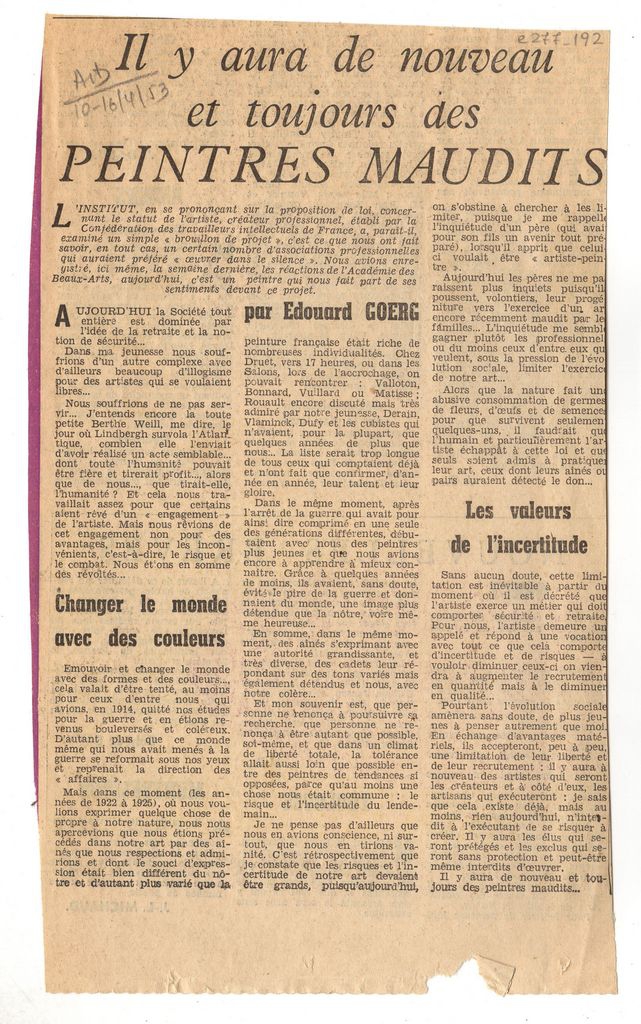 e277_192
Arts
10-16/4/53
Il y aura de nouveau
et toujours des
PEINTRES MAUDITS
L'INSTITUT, en se prononçant sur la proposition de loi, concer-
nant le statut de l'artiste, créateur professionnel, établi par la
Confédération des travailleurs intellectuels de France, a, paraît-il,
examiné un simple « brouillon de projet », c'est ce que nous ont fait
savoir, en tout cas, un certain nombre d'associations professionnelles
qui auraient préféré « œuvrer dans le silence ». Nous avions enre-
gistré, ici même, la semaine dernière, les réactions de l'Académie des
Beaux-Arts, aujourd'hui, c'est un peintre qui nous fait part de ses
sentiments devant ce projet.
par Edouard GOERG
AUJOURD'HUI la Société tout
entière est dominée par
l'idée de la retraite et la no-
tion de sécurité...
Dans ma jeunesse nous souf-
frions d'un autre complexe avec
d'ailleurs beaucoup d'illogisme
pour des artistes qui se voulaient
libres...
Nous souffrions de ne pas ser-
vir... J'entends encore la toute
petite Berthe Weill, me dire, le
jour où Lindbergh survola l'Atlan-
tique, combien elle l'enviait
d'avoir réalisé un acte semblable...
dont toute l'humanité pouvait
être fière et tirerait profit..., alors
que de nous..., que tirait-elle,
l'humanité ? Et cela nous tra-
vaillait assez pour que certains
aient rêvé d'un « engagement »
de l'artiste. Mais nous rêvions de
cet engagement non pour des
avantages, mais pour les incon-
vénients, c'est-à-dire, le risque et
le combat. Nous étions en somme
des révoltés...
Changer le monde
avec des couleurs
Emouvoir et changer le monde
avec des formes et des couleurs...,
cela valait d'être tenté, au moins
pour ceux d'entre nous qui
avions, en 1914, quitté nos études
pour la guerre et en étions re-
venus bouleversés et coléreux.
D'autant plus que ce monde
même qui nous avait menés à la
guerre se reformait sous nos yeux
et reprenait la direction des
« affaires ».
Mais dans ce moment (les an-
nées de 1922 à 1925), où nous vou-
lions exprimer quelque chose de
propre à notre nature, nous nous
apercevions que nous étions pré-
cédés dans notre art par des aî-
nés que nous respections et admi-
rions et dont le souci d'expres-
sion était bien différent du nô-
tre et d'autant plus varié que la
peinture française était riche de
nombreuses individualités. Chez
Druet, vers 17 heures, ou dans les
Salons, lors de l'accrochage, on
pouvait rencontrer : Valloton,
Bonnard, Vuillard ou Matisse ;
Rouault encore discuté mais très
admiré par notre jeunesse, Derain,
Vlaminck, Dufy et les cubistes qui
n'avaient, pour la plupart, que
quelques années de plus que
nous... La liste serait trop longue
de tous ceux qui comptaient déjà
et n'ont fait que confirmer, d'an-
née en année, leur talent et leur
gloire.
Dans le même moment, après
l'arrêt de la guerre qui avait pour
ainsi dire comprimé en une seule
des générations différentes, débu-
taient avec nous des peintres
plus jeunes et que nous avions
encore à apprendre à mieux con-
naître. Grâce à quelques années
de moins, ils avaient, sans doute,
évité le pire de la guerre et don-
naient du monde, une image plus
détendue que la nôtre, voire mê-
me heureuse...
En somme, dans le même mo-
ment, des aînés s'exprimant avec
une autorité grandissante, et
très diverse, des cadets leur ré-
pondant sur des tons variés mais
également détendus et nous, avec
notre colère...
Et mon souvenir est, que per-
sonne ne renonça à poursuivre sa
recherche, que personne ne re-
nonça à être autant que possible,
soi-même, et que dans un climat
de liberté totale, la tolérance
allait aussi loin que possible en-
tre des peintres de tendances si
opposées, parce qu'au moins une
chose nous était commune : le
risque et l'incertitude du lende-
main...
Je ne pense pas d'ailleurs que
nous en avions conscience, ni sur-
tout, que nous en tirions va-
nité. C'est rétrospectivement que
je constate que les risques et l'in-
certitude de notre art devaient
être grands, puisqu'aujourd'hui,
on s'obstine à chercher à les li-
miter, puisque je me rappelle
l'inquiétude d'un père (qui avait
pour son fils un avenir tout pré-
paré), lorsqu'il apprit que celui-
ci voulait, être « artiste-pein-
tre ».
Aujourd'hui les pères ne me pa-
raissent plus inquiets puisqu'il
poussent, volontiers, leur progé-
niture vers l'exercice d'un ar
encore récemment maudit par le
familles... L'inquiétude me sembl
gagner plutôt les professionnel
ou du moins ceux d'entre eux qu
veulent, sous la pression de l'évo
lution sociale, limiter l'exercic
de notre art...
Alors que la nature fait un
abusive consommation de germes
de fleurs, d'œufs et de semence
pour que survivent seulemen
quelques-uns, il faudrait que
l'humain et particulièrement l'ar-
tiste échappât à cette loi et que
seuls soient admis à pratiquer
leur art, ceux dont leurs aînés ou
pairs auraient détecté le don...
Les valeurs
de l'incertitude
Sans aucun doute, cette limi-
tation est inévitable à partir du
moment où il est décrété que
l'artiste exerce un métier qui doit
comporter sécurité et retraite.
Pour nous, l'artiste demeure un
appelé et répond à une vocation
avec tout ce que cela comporte
d'incertitude et de risques — à
vouloir diminuer ceux-ci on vien-
dra à augmenter le recrutement
en quantité mais à le diminuer
en qualité...
Pourtant l'évolution sociale
amènera sans doute, de plus jeu-
nes à penser autrement que moi.
En échange d'avantages maté-
riels, ils accepteront, peu à peu,
une limitation de leur liberté et
de leur recrutement : il y aura à
nouveau des artistes qui seront
les créateurs et à côté d'eux, les
artisans qui exécuteront ; je sais
que cela existe déjà, mais au
moins, rien aujourd'hui, n'inter-
dit à l'exécutant de se risquer à
créer. Il y aura les élus qui se-
ront protégés et les exclus qui se-
ront sans protection et peut-être
même interdits d'œuvrer.
Il y aura de nouveau et tou-
jours des peintres maudits...